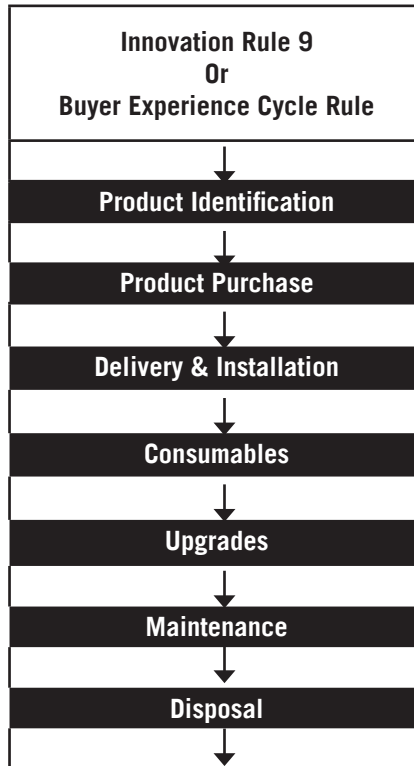 Innovation Rule 9
Or
Buyer Experience Cycle Rule
Product Identification
Product Purchase
Delivery & Installation
Consumables
Upgrades
Maintenance
Disposal